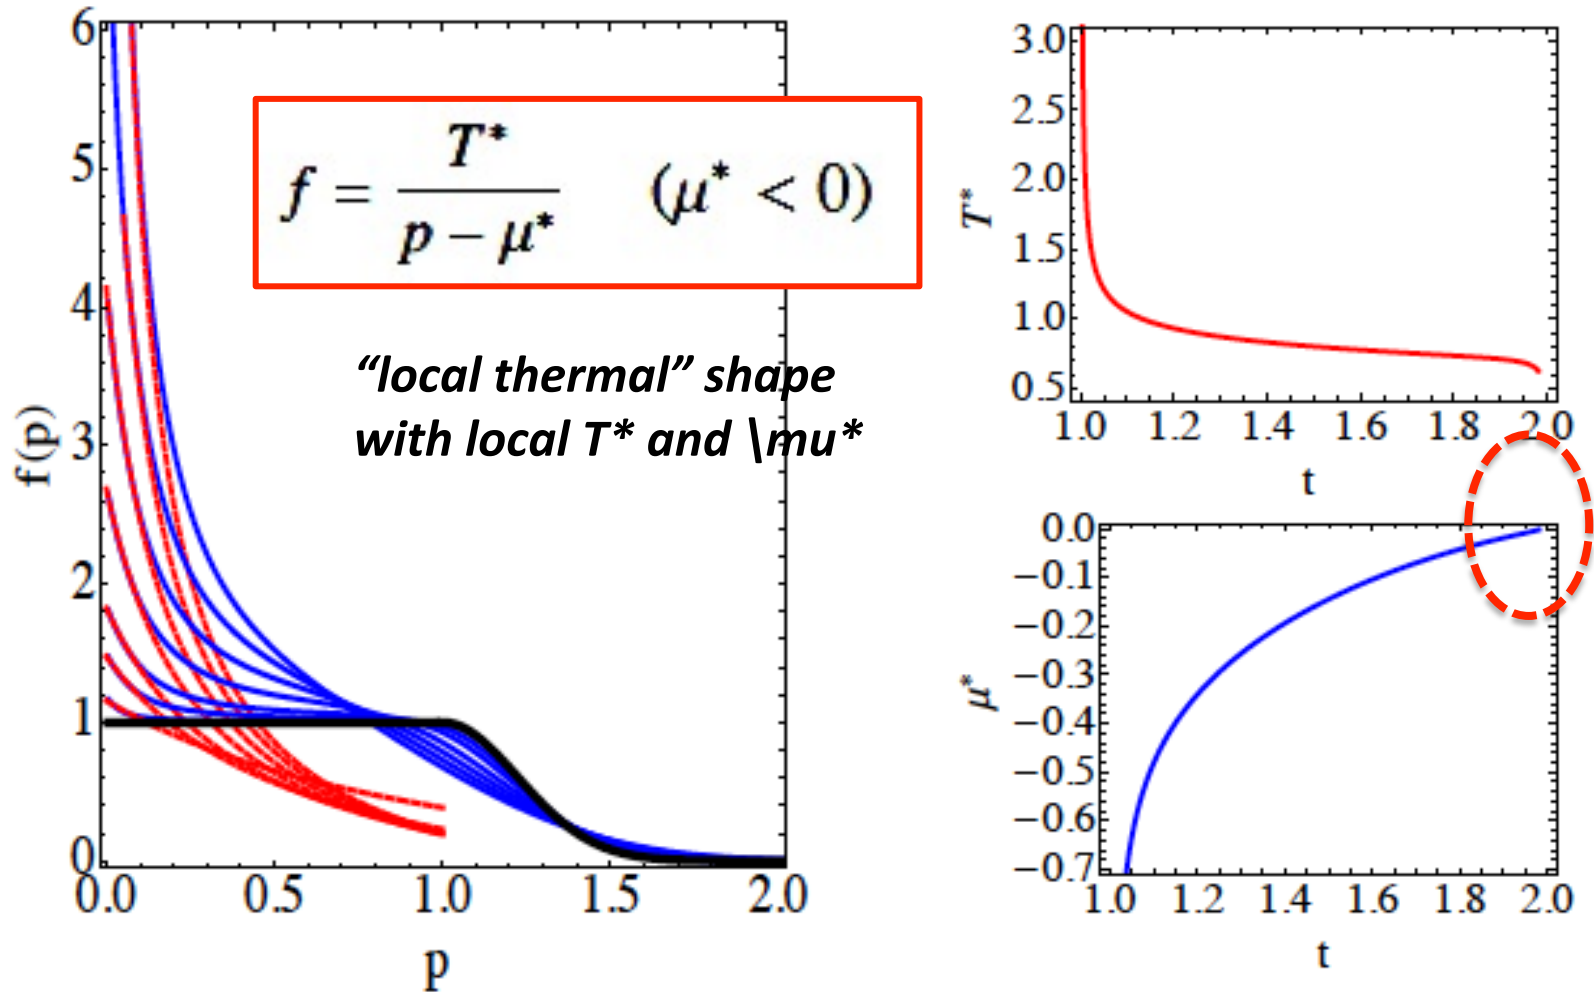 6
5
4
3
2
1
0
f(p)
0.0 0.5 1.0 1.5 2.0
p
f = T* / (p − μ*) (μ* < 0)
“local thermal” shape
with local T* and \mu*
3.0
2.5
2.0
1.5
1.0
0.5
T*
1.0 1.2 1.4 1.6 1.8 2.0
t
0.0
−0.1
−0.2
−0.3
−0.4
−0.5
−0.6
−0.7
μ*
1.0 1.2 1.4 1.6 1.8 2.0
t